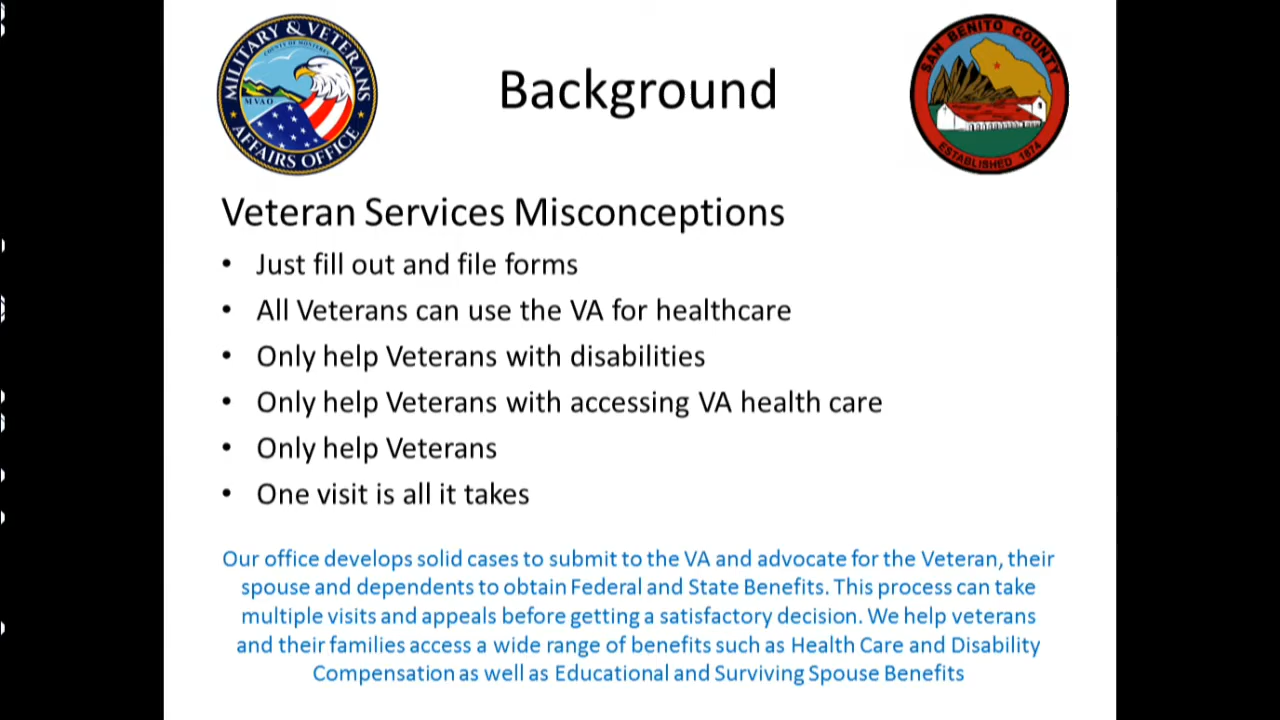 MILITARY & VETERANS
COUNTY OF MONTEREY
MVAO
AFFAIRS OFFICE
Background
SAN BENITO COUNTY
ESTABLISHED 1874
Veteran Services Misconceptions
• Just fill out and file forms
• All Veterans can use the VA for healthcare
• Only help Veterans with disabilities
• Only help Veterans with accessing VA health care
• Only help Veterans
• One visit is all it takes
Our office develops solid cases to submit to the VA and advocate for the Veteran, their
spouse and dependents to obtain Federal and State Benefits. This process can take
multiple visits and appeals before getting a satisfactory decision. We help veterans
and their families access a wide range of benefits such as Health Care and Disability
Compensation as well as Educational and Surviving Spouse Benefits